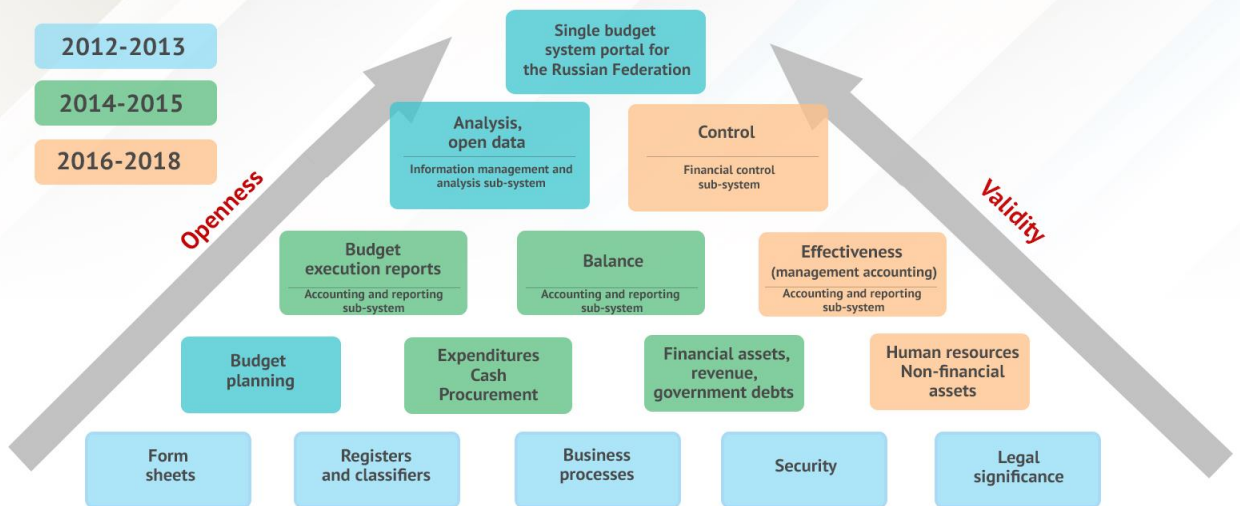 2012-2013
2014-2015
2016-2018
Openness
Validity
Single budget
system portal for
the Russian Federation
Analysis,
open data
Information management and
analysis sub-system
Control
Financial control
sub-system
Budget
execution reports
Accounting and reporting
sub-system
Balance
Accounting and reporting
sub-system
Effectiveness
(management accounting)
Accounting and reporting
sub-system
Budget
planning
Expenditures
Cash
Procurement
Financial assets,
revenue,
government debts
Human resources
Non-financial
assets
Form
sheets
Registers
and classifiers
Business
processes
Security
Legal
significance